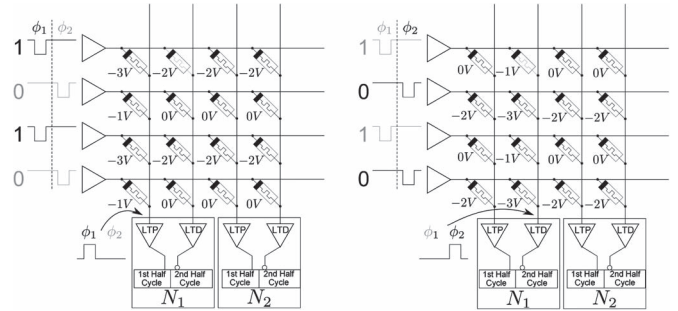 ϕ1 ϕ2
1
−3V −2V −2V −2V
0
−1V 0V 0V 0V
1
−3V −2V −2V −2V
0
−1V 0V 0V 0V
ϕ1 ϕ2
LTP LTD LTP LTD
1st Half Cycle 2nd Half Cycle 1st Half Cycle 2nd Half Cycle
N1 N2
ϕ1 ϕ2
1
0V −1V 0V 0V
0
−2V −3V −2V −2V
1
0V −1V 0V 0V
0
−2V −3V −2V −2V
ϕ1 ϕ2
LTP LTD LTP LTD
1st Half Cycle 2nd Half Cycle 1st Half Cycle 2nd Half Cycle
N1 N2